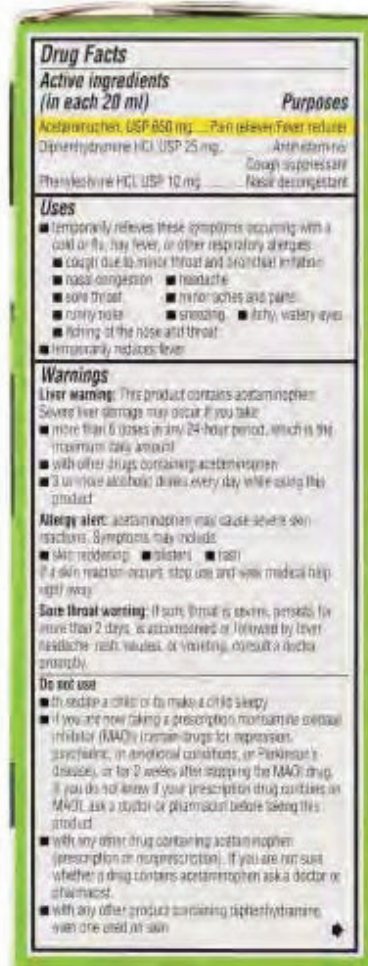 Drug Facts
Active ingredients
(in each 20 ml) Purposes
Acetaminophen, USP 650 mg ... Pain reliever/Fever reducer
Diphenhydramine HCl, USP 25 mg ... Antihistamine/
Cough suppressant
Phenylephrine HCl, USP 10 mg ... Nasal decongestant
Uses
■ temporarily relieves these symptoms occurring with a
cold or flu, hay fever, or other respiratory allergies
■ cough due to minor throat and bronchial irritation
■ nasal congestion ■ headache
■ sore throat ■ minor aches and pains
■ runny nose ■ sneezing ■ itchy, watery eyes
■ itching of the nose and throat
■ temporarily reduces fever
Warnings
Liver warning: This product contains acetaminophen.
Severe liver damage may occur if you take
■ more than 6 doses in any 24-hour period, which is the
maximum daily amount
■ with other drugs containing acetaminophen
■ 3 or more alcoholic drinks every day while using this
product
Allergy alert: acetaminophen may cause severe skin
reactions. Symptoms may include:
■ skin reddening ■ blisters ■ rash
If a skin reaction occurs, stop use and seek medical help
right away.
Sore throat warning: If sore throat is severe, persists for
more than 2 days, is accompanied or followed by fever,
headache, rash, nausea, or vomiting, consult a doctor
promptly.
Do not use
■ to sedate a child or to make a child sleepy
■ if you are now taking a prescription monoamine oxidase
inhibitor (MAOI) (certain drugs for depression,
psychiatric, or emotional conditions, or Parkinson's
disease), or for 2 weeks after stopping the MAOI drug.
If you do not know if your prescription drug contains an
MAOI, ask a doctor or pharmacist before taking this
product.
■ with any other drug containing acetaminophen
(prescription or nonprescription). If you are not sure
whether a drug contains acetaminophen ask a doctor or
pharmacist.
■ with any other product containing diphenhydramine,
even one used on skin